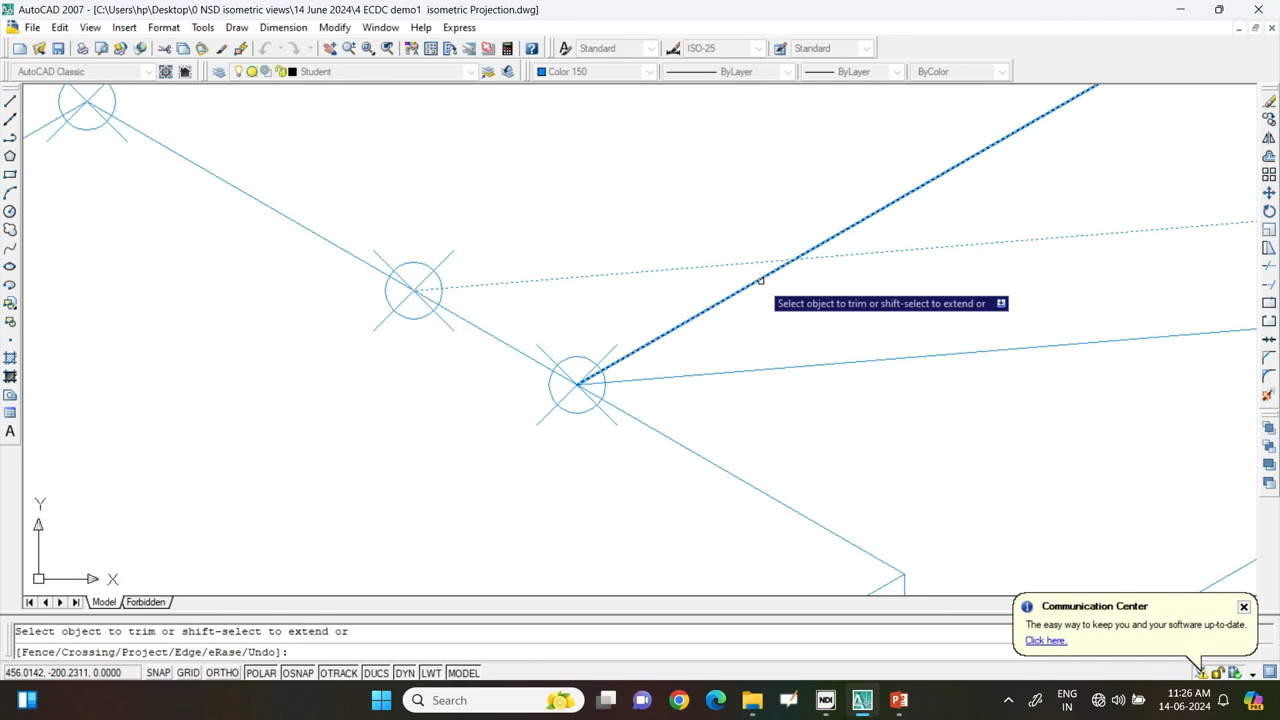 AutoCAD 2007 - [C:\Users\hp\Desktop\0 NSD isometric views\14 June 2024\4 ECDC demo1  isometric Projection.dwg]
File Edit View Insert Format Tools Draw Dimension Modify Window Help Express
Standard ISO-25 Standard
AutoCAD Classic Student Color 150 ByLayer ByLayer ByColor
Select object to trim or shift-select to extend or
A
Y
X
Model Forbidden
Communication Center
The easy way to keep you and your software up-to-date.
Click here.
Select object to trim or shift-select to extend or
[Fence/Crossing/Project/Edge/eRase/Undo]:
456.0142, -200.2311, 0.0000 SNAP GRID ORTHO POLAR OSNAP OTRACK DUCS DYN LWT MODEL
Search
ENG
IN
11:26 AM
14-06-2024